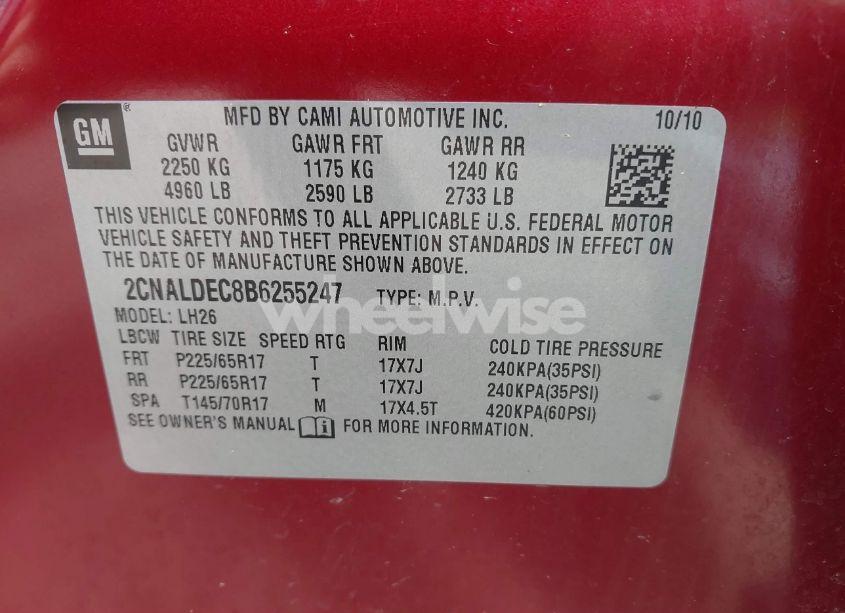 GM
MFD BY CAMI AUTOMOTIVE INC. 10/10
GVWR GAWR FRT GAWR RR
2250 KG 1175 KG 1240 KG
4960 LB 2590 LB 2733 LB
THIS VEHICLE CONFORMS TO ALL APPLICABLE U.S. FEDERAL MOTOR
VEHICLE SAFETY AND THEFT PREVENTION STANDARDS IN EFFECT ON
THE DATE OF MANUFACTURE SHOWN ABOVE.
2CNALDEC8B6255247 TYPE: M.P.V.
wheelwise
MODEL: LH26
LBCW TIRE SIZE SPEED RTG RIM COLD TIRE PRESSURE
FRT P225/65R17 T 17X7J 240KPA(35PSI)
RR P225/65R17 T 17X7J 240KPA(35PSI)
SPA T145/70R17 M 17X4.5T 420KPA(60PSI)
SEE OWNER'S MANUAL FOR MORE INFORMATION.